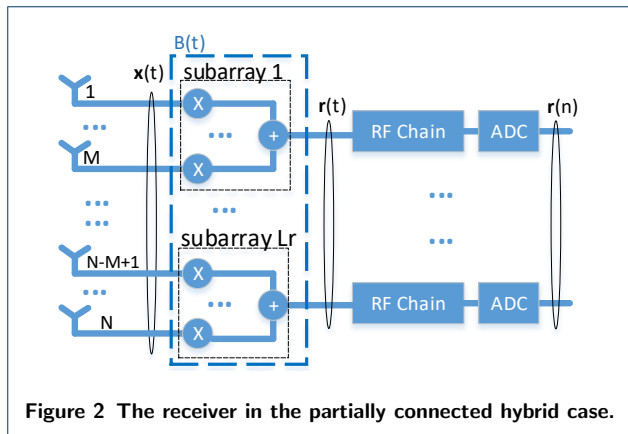 B(t)
x(t)
subarray 1
1
X
...
...
+
r(t)
RF Chain
ADC
r(n)
M
X
...
...
...
...
...
subarray Lr
N-M+1
X
...
...
+
RF Chain
ADC
N
X
Figure 2 The receiver in the partially connected hybrid case.